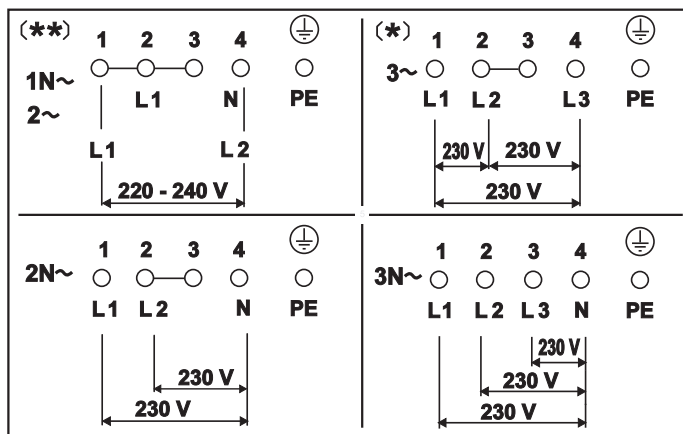 (**) 1 2 3 4
1N~ L1 N PE
2~
L1 L2
220 - 240 V
(*) 1 2 3 4
3~
L1 L2 L3 PE
230 V 230 V
230 V
1 2 3 4
2N~
L1 L2 N PE
230 V
230 V
1 2 3 4
3N~
L1 L2 L3 N PE
230 V
230 V
230 V